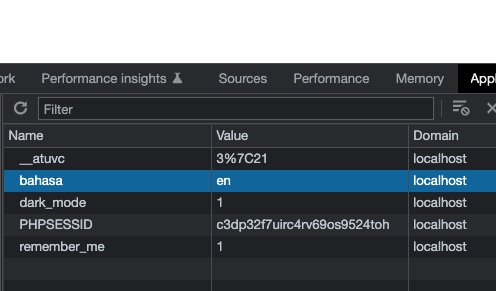 ork Performance insights Sources Performance Memory Appl
Filter
Name Value Domain
__atuvc 3%7C21 localhost
bahasa en localhost
dark_mode 1 localhost
PHPSESSID c3dp32f7uirc4rv69os9524toh localhost
remember_me 1 localhost